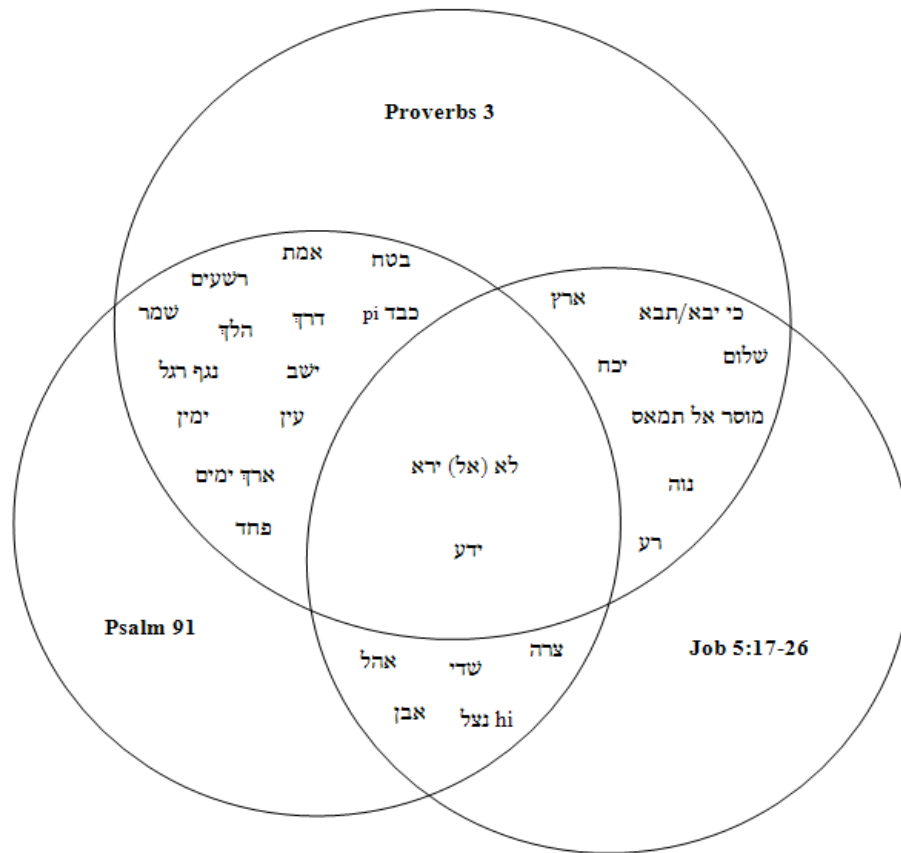 Proverbs 3
אמת
בטח
רשעים
ארץ
שמר
הלך
דרך
כבד pi
כי יבא/תבא
שלום
נגף רגל
ישב
יכח
ימין
עין
מוסר אל תמאס
לא (אל) ירא
ארך ימים
נוה
פחד
ידע
רע
Psalm 91
Job 5:17-26
אהל
שדי
צרה
אבן
נצל hi